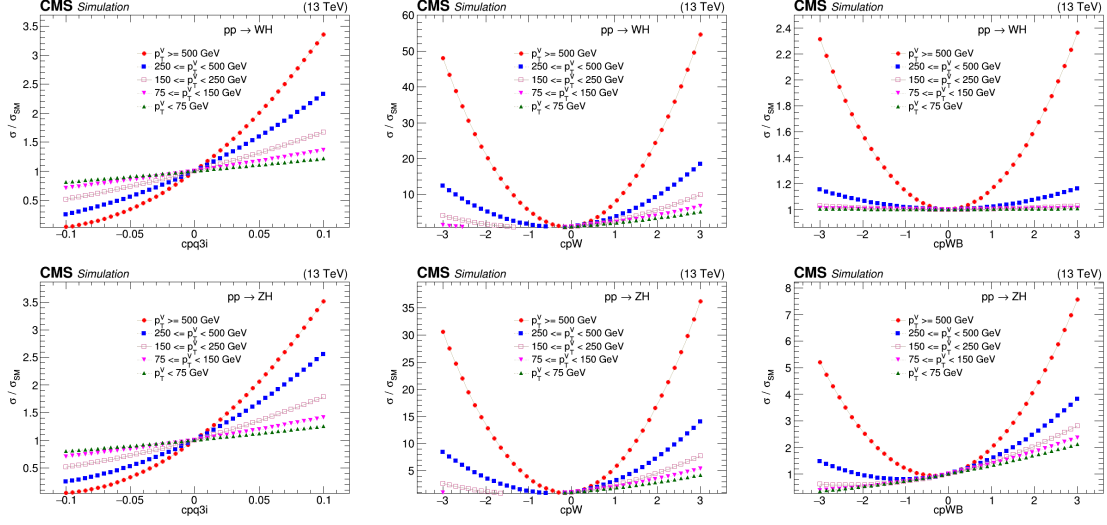 CMS Simulation (13 TeV)
pp → WH
p_T^V >= 500 GeV
250 <= p_T^V < 500 GeV
150 <= p_T^V < 250 GeV
75 <= p_T^V < 150 GeV
p_T^V < 75 GeV
σ / σ_SM
3.5
3
2.5
2
1.5
1
0.5
−0.1 −0.05 0 0.05 0.1
cpq3i
CMS Simulation (13 TeV)
pp → WH
p_T^V >= 500 GeV
250 <= p_T^V < 500 GeV
150 <= p_T^V < 250 GeV
75 <= p_T^V < 150 GeV
p_T^V < 75 GeV
σ / σ_SM
60
50
40
30
20
10
−3 −2 −1 0 1 2 3
cpW
CMS Simulation (13 TeV)
pp → WH
p_T^V >= 500 GeV
250 <= p_T^V < 500 GeV
150 <= p_T^V < 250 GeV
75 <= p_T^V < 150 GeV
p_T^V < 75 GeV
σ / σ_SM
2.4
2.2
2
1.8
1.6
1.4
1.2
1
−3 −2 −1 0 1 2 3
cpWB
CMS Simulation (13 TeV)
pp → ZH
p_T^V >= 500 GeV
250 <= p_T^V < 500 GeV
150 <= p_T^V < 250 GeV
75 <= p_T^V < 150 GeV
p_T^V < 75 GeV
σ / σ_SM
3.5
3
2.5
2
1.5
1
0.5
−0.1 −0.05 0 0.05 0.1
cpq3i
CMS Simulation (13 TeV)
pp → ZH
p_T^V >= 500 GeV
250 <= p_T^V < 500 GeV
150 <= p_T^V < 250 GeV
75 <= p_T^V < 150 GeV
p_T^V < 75 GeV
σ / σ_SM
40
35
30
25
20
15
10
5
−3 −2 −1 0 1 2 3
cpW
CMS Simulation (13 TeV)
pp → ZH
p_T^V >= 500 GeV
250 <= p_T^V < 500 GeV
150 <= p_T^V < 250 GeV
75 <= p_T^V < 150 GeV
p_T^V < 75 GeV
σ / σ_SM
8
7
6
5
4
3
2
1
−3 −2 −1 0 1 2 3
cpWB